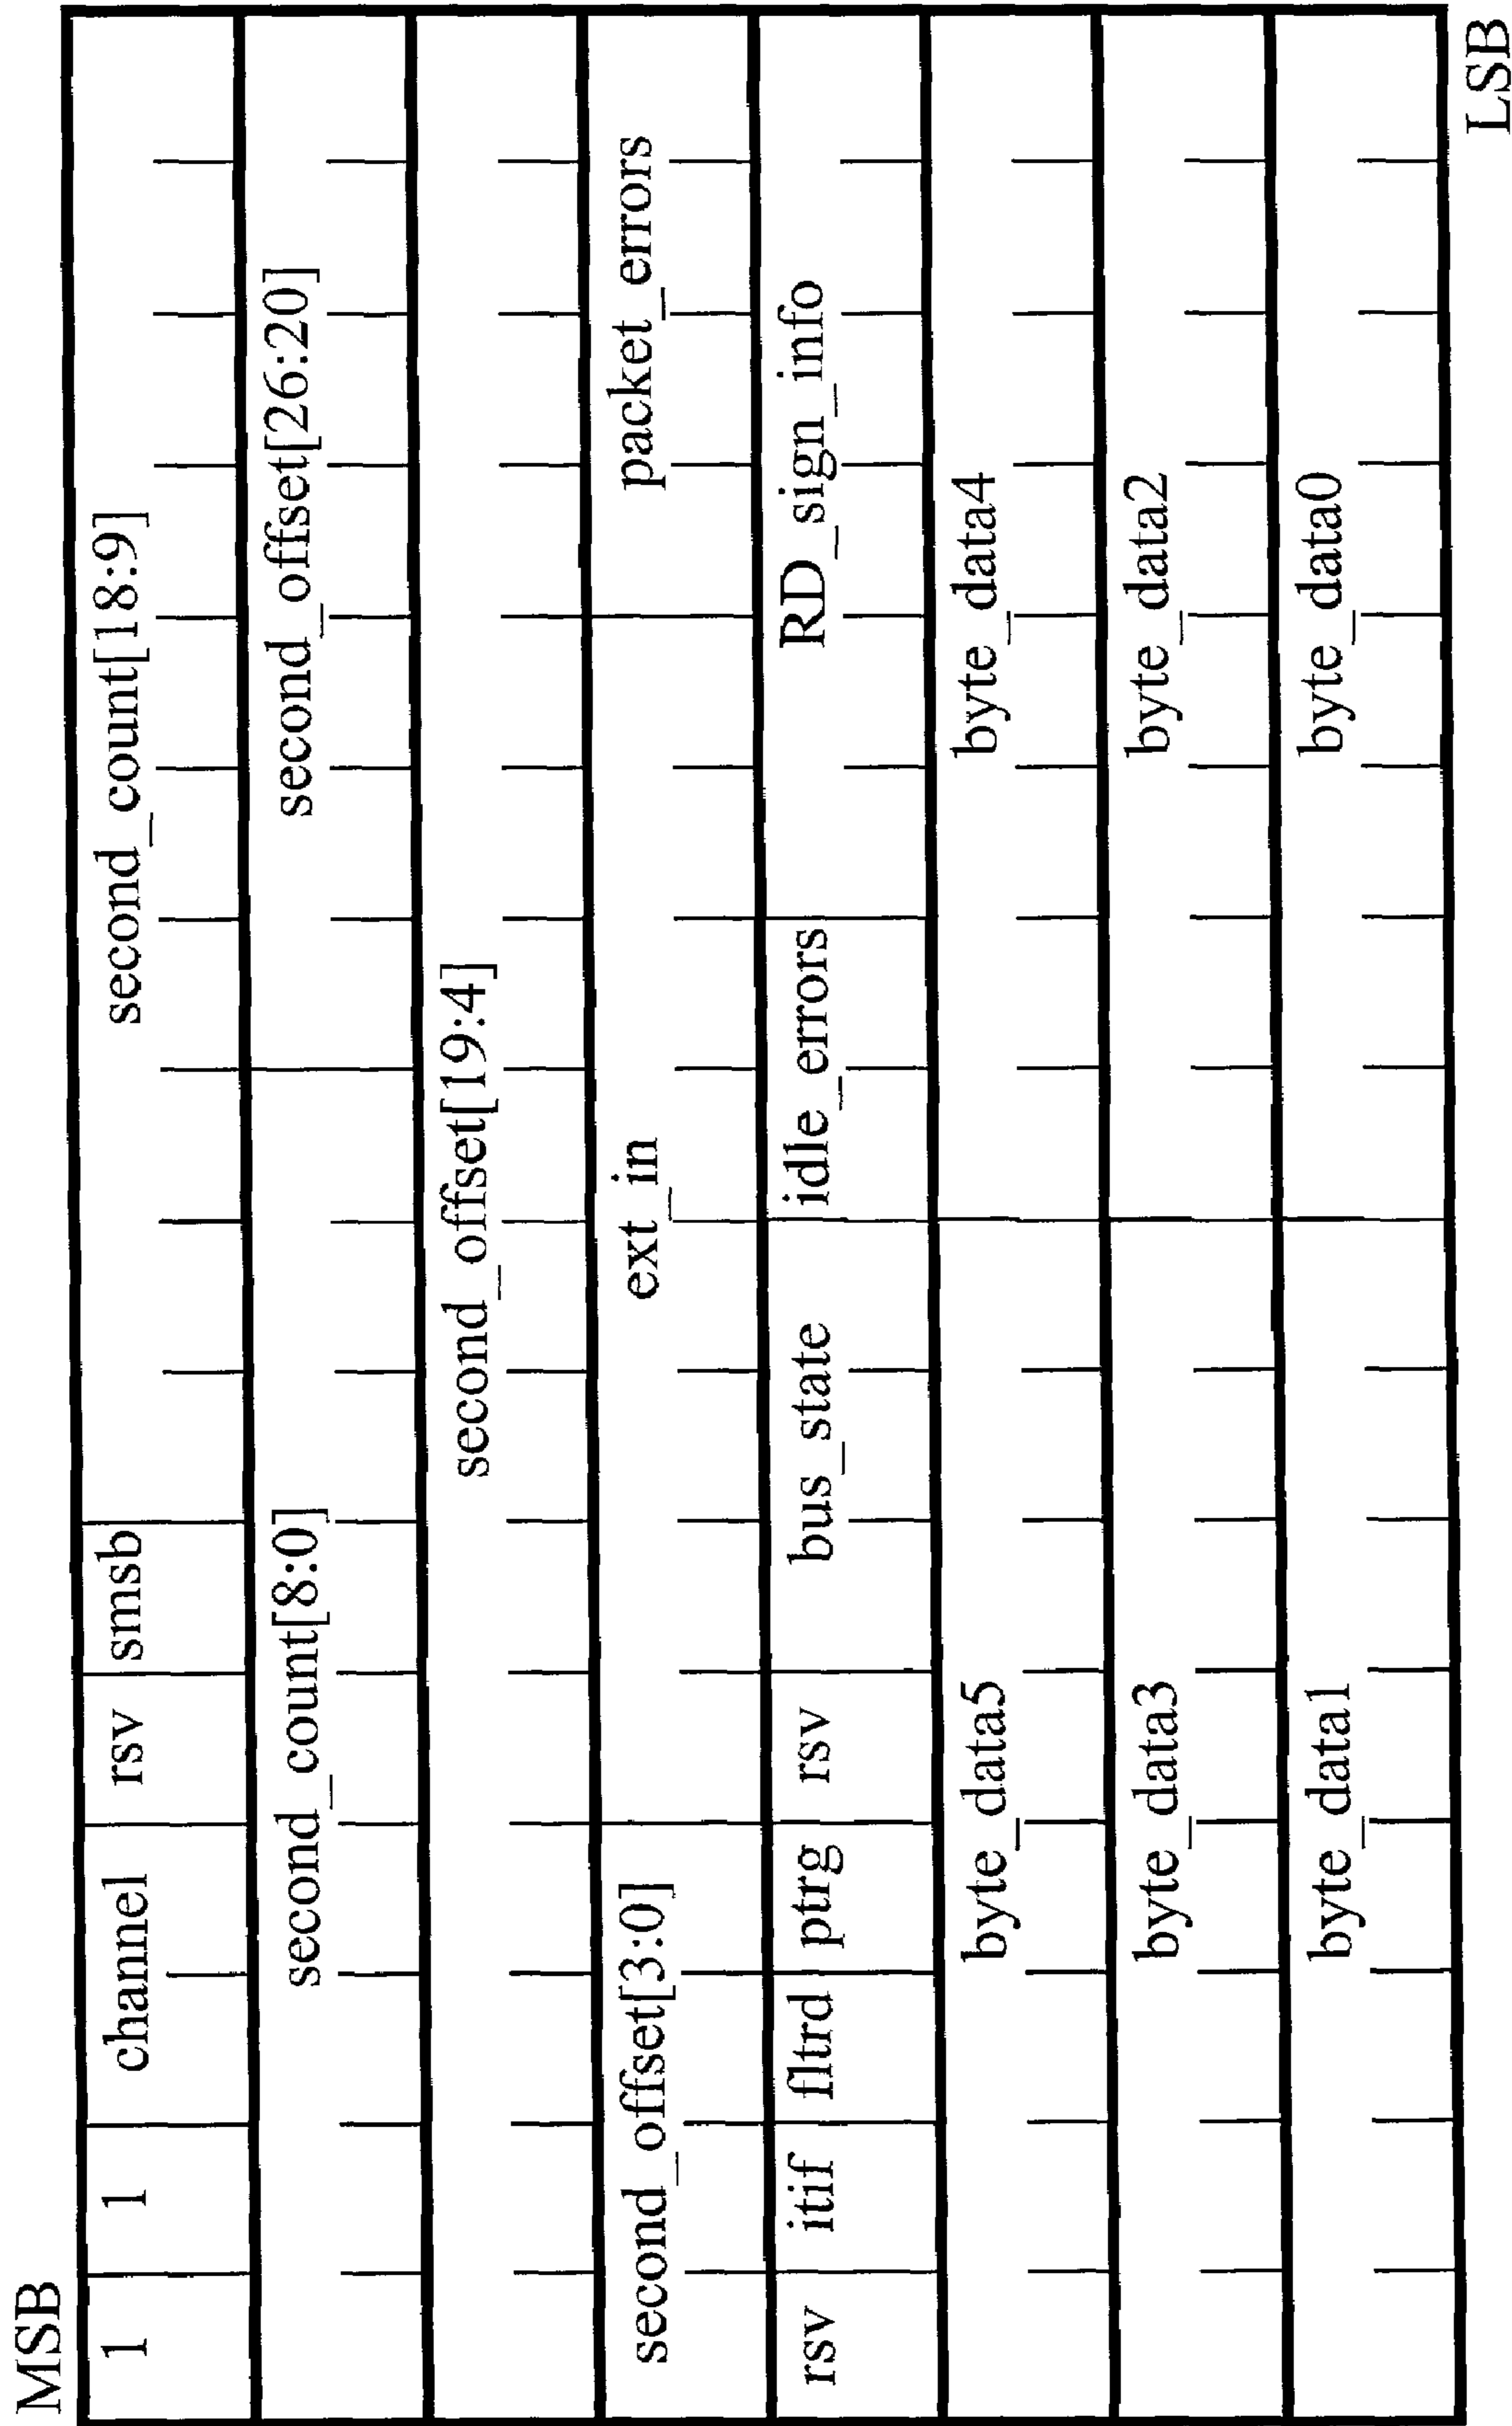 MSB
1 1 channel rsv smsb second_count[18:9]
second_count[8:0] second_offset[26:20]
second_offset[19:4]
second_offset[3:0] ext_in packet_errors
rsv itif fltrd ptrg rsv bus_state idle_errors RD_sign_info
byte_data5 byte_data4
byte_data3 byte_data2
byte_data1 byte_data0
LSB